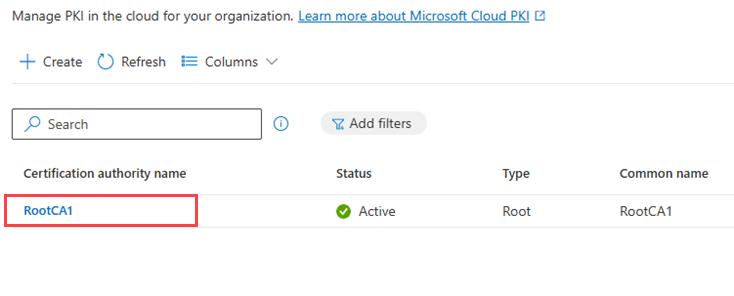 Manage PKI in the cloud for your organization. Learn more about Microsoft Cloud PKI
Create Refresh Columns
Search Add filters
Certification authority name Status Type Common name
RootCA1 Active Root RootCA1